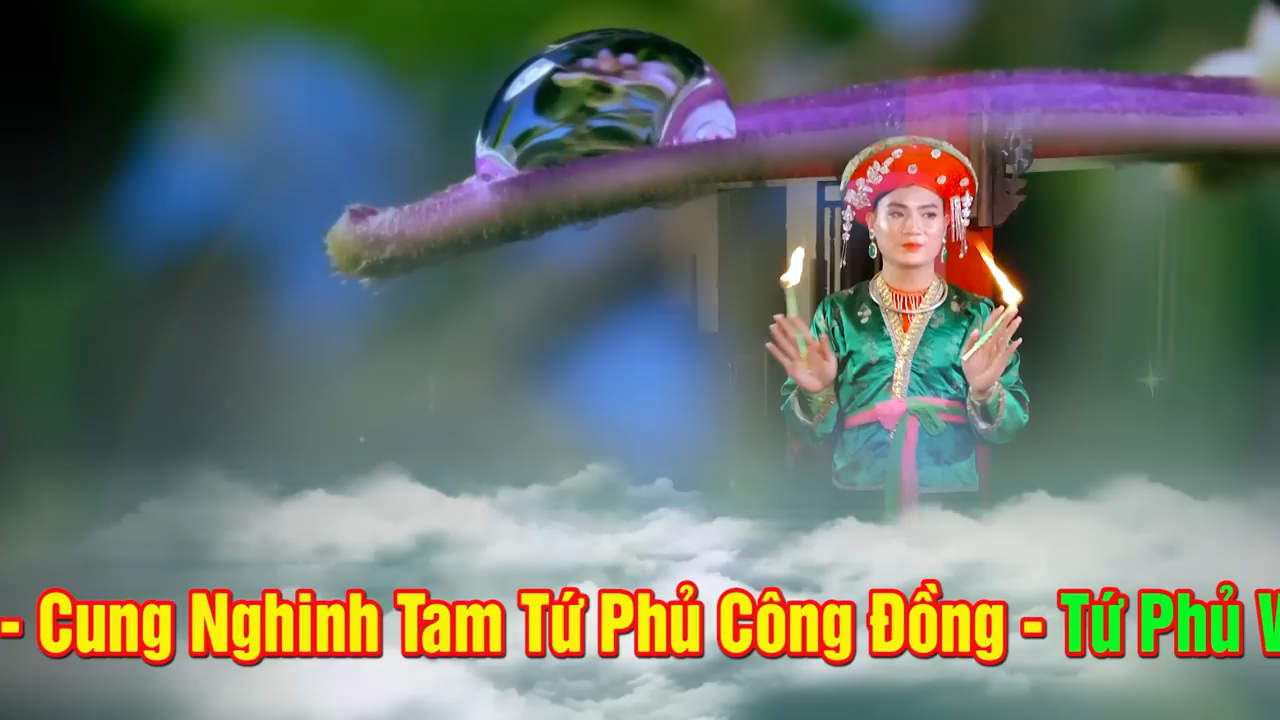 - Cung Nghinh Tam Tứ Phủ Công Đồng - Tứ Phủ